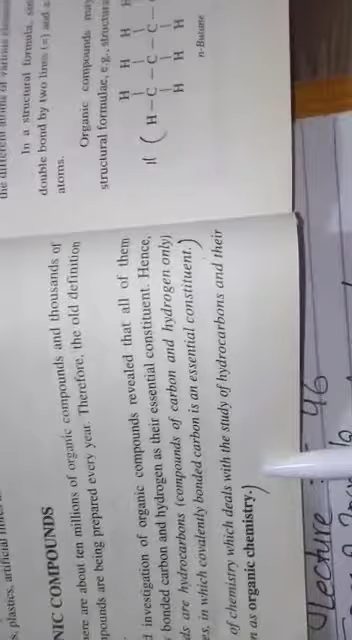 s, plastics, artificial
NIC COMPOUNDS
ere are about ten millions of organic compounds and thousands of
pounds are being prepared every year. Therefore, the old definition
d investigation of organic compounds revealed that all of them
bonded carbon and hydrogen as their essential constituent. Hence,
ds are hydrocarbons (compounds of carbon and hydrogen only)
s, in which covalently bonded carbon is an essential constituent.)
of chemistry which deals with the study of hydrocarbons and their
n as organic chemistry.)
the different atoms of various
In a structural formula, sin
double bond by two lines (=) and a
atoms.
Organic compounds may
structural formulae, e.g., structura
H H H H
( H – C – C – C –
H H H
n-Butane
Lecture : - 46